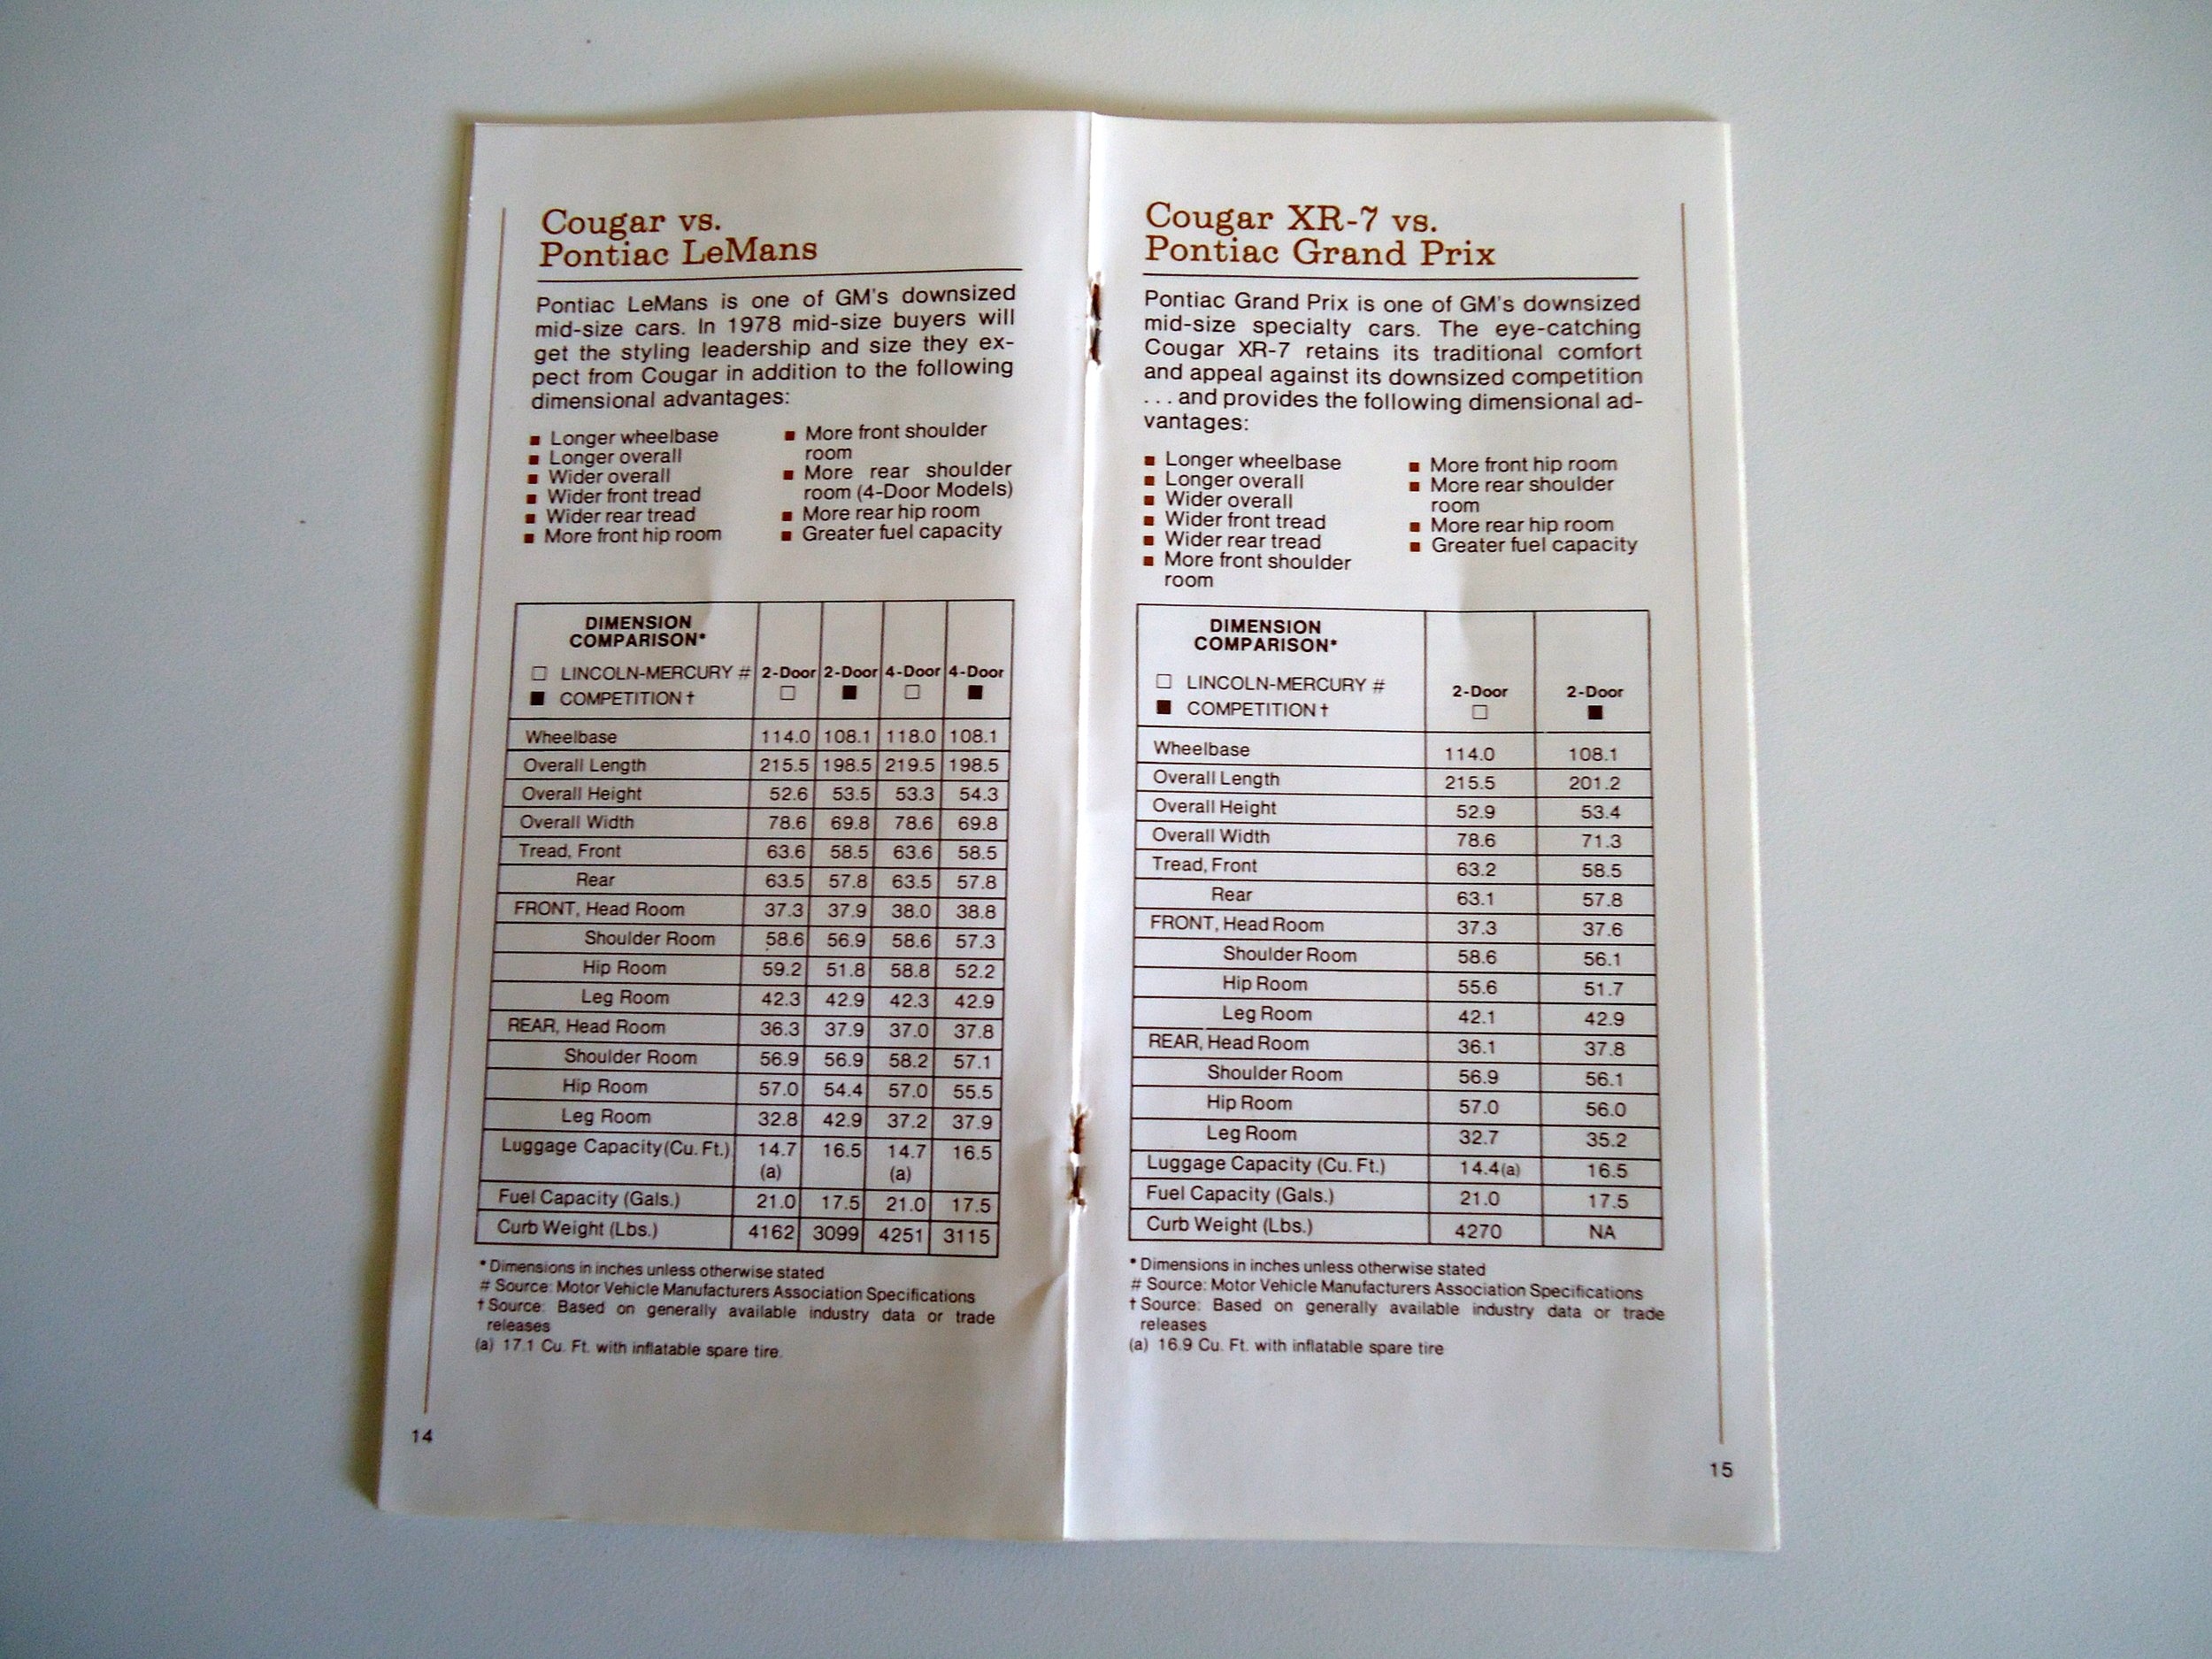 Cougar vs.
Pontiac LeMans
Pontiac LeMans is one of GM's downsized
mid-size cars. In 1978 mid-size buyers will
get the styling leadership and size they ex-
pect from Cougar in addition to the following
dimensional advantages:
■ Longer wheelbase
■ Longer overall
■ Wider overall
■ Wider front tread
■ Wider rear tread
■ More front hip room
■ More front shoulder
room
■ More rear shoulder
room (4-Door Models)
■ More rear hip room
■ Greater fuel capacity
DIMENSION
COMPARISON*
□ LINCOLN-MERCURY #
■ COMPETITION †
2-Door 2-Door 4-Door 4-Door
□ ■ □ ■
Wheelbase 114.0 108.1 118.0 108.1
Overall Length 215.5 198.5 219.5 198.5
Overall Height 52.6 53.5 53.3 54.3
Overall Width 78.6 69.8 78.6 69.8
Tread, Front 63.6 58.5 63.6 58.5
Rear 63.5 57.8 63.5 57.8
FRONT, Head Room 37.3 37.9 38.0 38.8
Shoulder Room 58.6 56.9 58.6 57.3
Hip Room 59.2 51.8 58.8 52.2
Leg Room 42.3 42.9 42.3 42.9
REAR, Head Room 36.3 37.9 37.0 37.8
Shoulder Room 56.9 56.9 58.2 57.1
Hip Room 57.0 54.4 57.0 55.5
Leg Room 32.8 42.9 37.2 37.9
Luggage Capacity (Cu. Ft.) 14.7 16.5 14.7 16.5
(a) (a)
Fuel Capacity (Gals.) 21.0 17.5 21.0 17.5
Curb Weight (Lbs.) 4162 3099 4251 3115
* Dimensions in inches unless otherwise stated
# Source: Motor Vehicle Manufacturers Association Specifications
† Source: Based on generally available industry data or trade
releases
(a) 17.1 Cu. Ft. with inflatable spare tire.
14
Cougar XR-7 vs.
Pontiac Grand Prix
Pontiac Grand Prix is one of GM's downsized
mid-size specialty cars. The eye-catching
Cougar XR-7 retains its traditional comfort
and appeal against its downsized competition
... and provides the following dimensional ad-
vantages:
■ Longer wheelbase
■ Longer overall
■ Wider overall
■ Wider front tread
■ Wider rear tread
■ More front shoulder
room
■ More front hip room
■ More rear shoulder
room
■ More rear hip room
■ Greater fuel capacity
DIMENSION
COMPARISON*
□ LINCOLN-MERCURY #
■ COMPETITION †
2-Door 2-Door
□ ■
Wheelbase 114.0 108.1
Overall Length 215.5 201.2
Overall Height 52.9 53.4
Overall Width 78.6 71.3
Tread, Front 63.2 58.5
Rear 63.1 57.8
FRONT, Head Room 37.3 37.6
Shoulder Room 58.6 56.1
Hip Room 55.6 51.7
Leg Room 42.1 42.9
REAR, Head Room 36.1 37.8
Shoulder Room 56.9 56.1
Hip Room 57.0 56.0
Leg Room 32.7 35.2
Luggage Capacity (Cu. Ft.) 14.4(a) 16.5
Fuel Capacity (Gals.) 21.0 17.5
Curb Weight (Lbs.) 4270 NA
* Dimensions in inches unless otherwise stated
# Source: Motor Vehicle Manufacturers Association Specifications
† Source: Based on generally available industry data or trade
releases
(a) 16.9 Cu. Ft. with inflatable spare tire
15